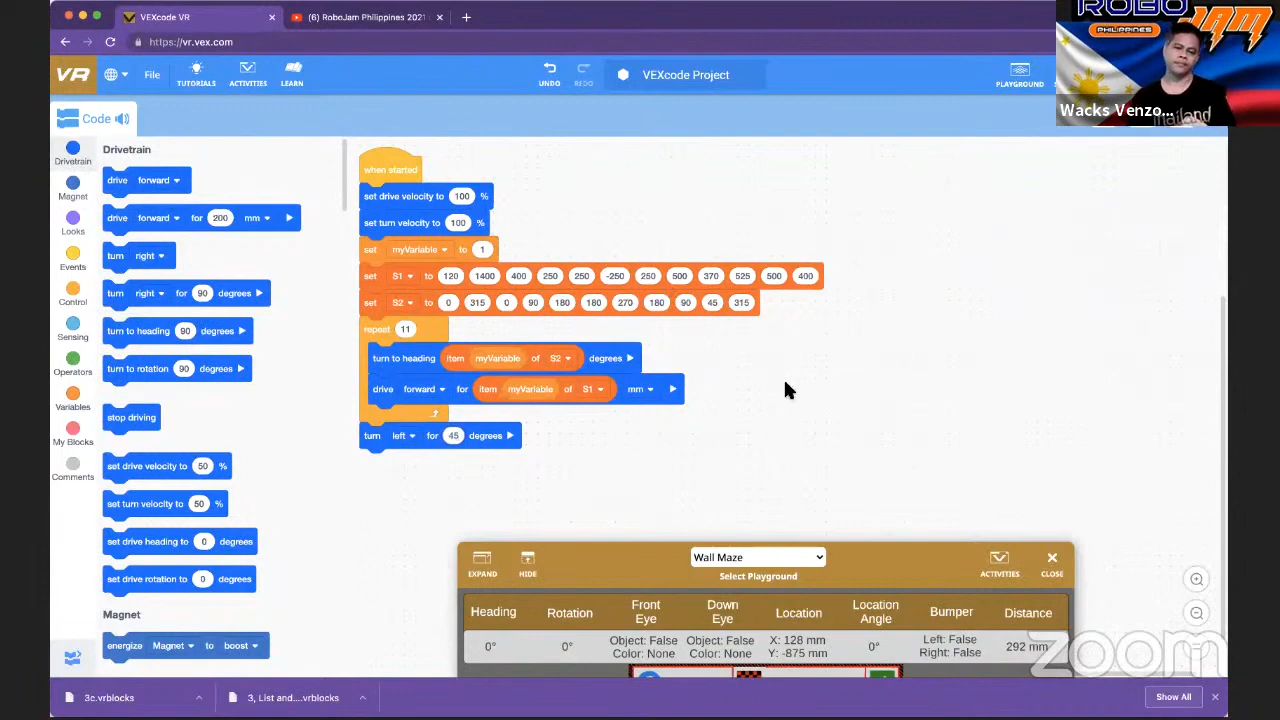 VEXcode VR
(6) RoboJam Philippines 2021
https://vr.vex.com
ROBO
JAM
PHILIPPINES
Wacks Venzo...
Thailand
VR
File
TUTORIALS
ACTIVITIES
LEARN
UNDO
REDO
VEXcode Project
PLAYGROUND
Code
Drivetrain
Magnet
Looks
Events
Control
Sensing
Operators
Variables
My Blocks
Comments
Drivetrain
drive forward
drive forward for 200 mm
turn right
turn right for 90 degrees
turn to heading 90 degrees
turn to rotation 90 degrees
stop driving
set drive velocity to 50 %
set turn velocity to 50 %
set drive heading to 0 degrees
set drive rotation to 0 degrees
Magnet
energize Magnet to boost
when started
set drive velocity to 100 %
set turn velocity to 100 %
set myVariable to 1
set S1 to 120 1400 400 250 250 -250 250 500 370 525 500 400
set S2 to 0 315 0 90 180 180 270 180 90 45 315
repeat 11
turn to heading item myVariable of S2 degrees
drive forward for item myVariable of S1 mm
turn left for 45 degrees
EXPAND
HIDE
Wall Maze
Select Playground
ACTIVITIES
CLOSE
Heading Rotation Front Eye Down Eye Location Location Angle Bumper Distance
0° 0° Object: False Object: False X: 128 mm 0° Left: False 292 mm
Color: None Color: None Y: -875 mm Right: False
zoom
3c.vrblocks
3, List and....vrblocks
Show All